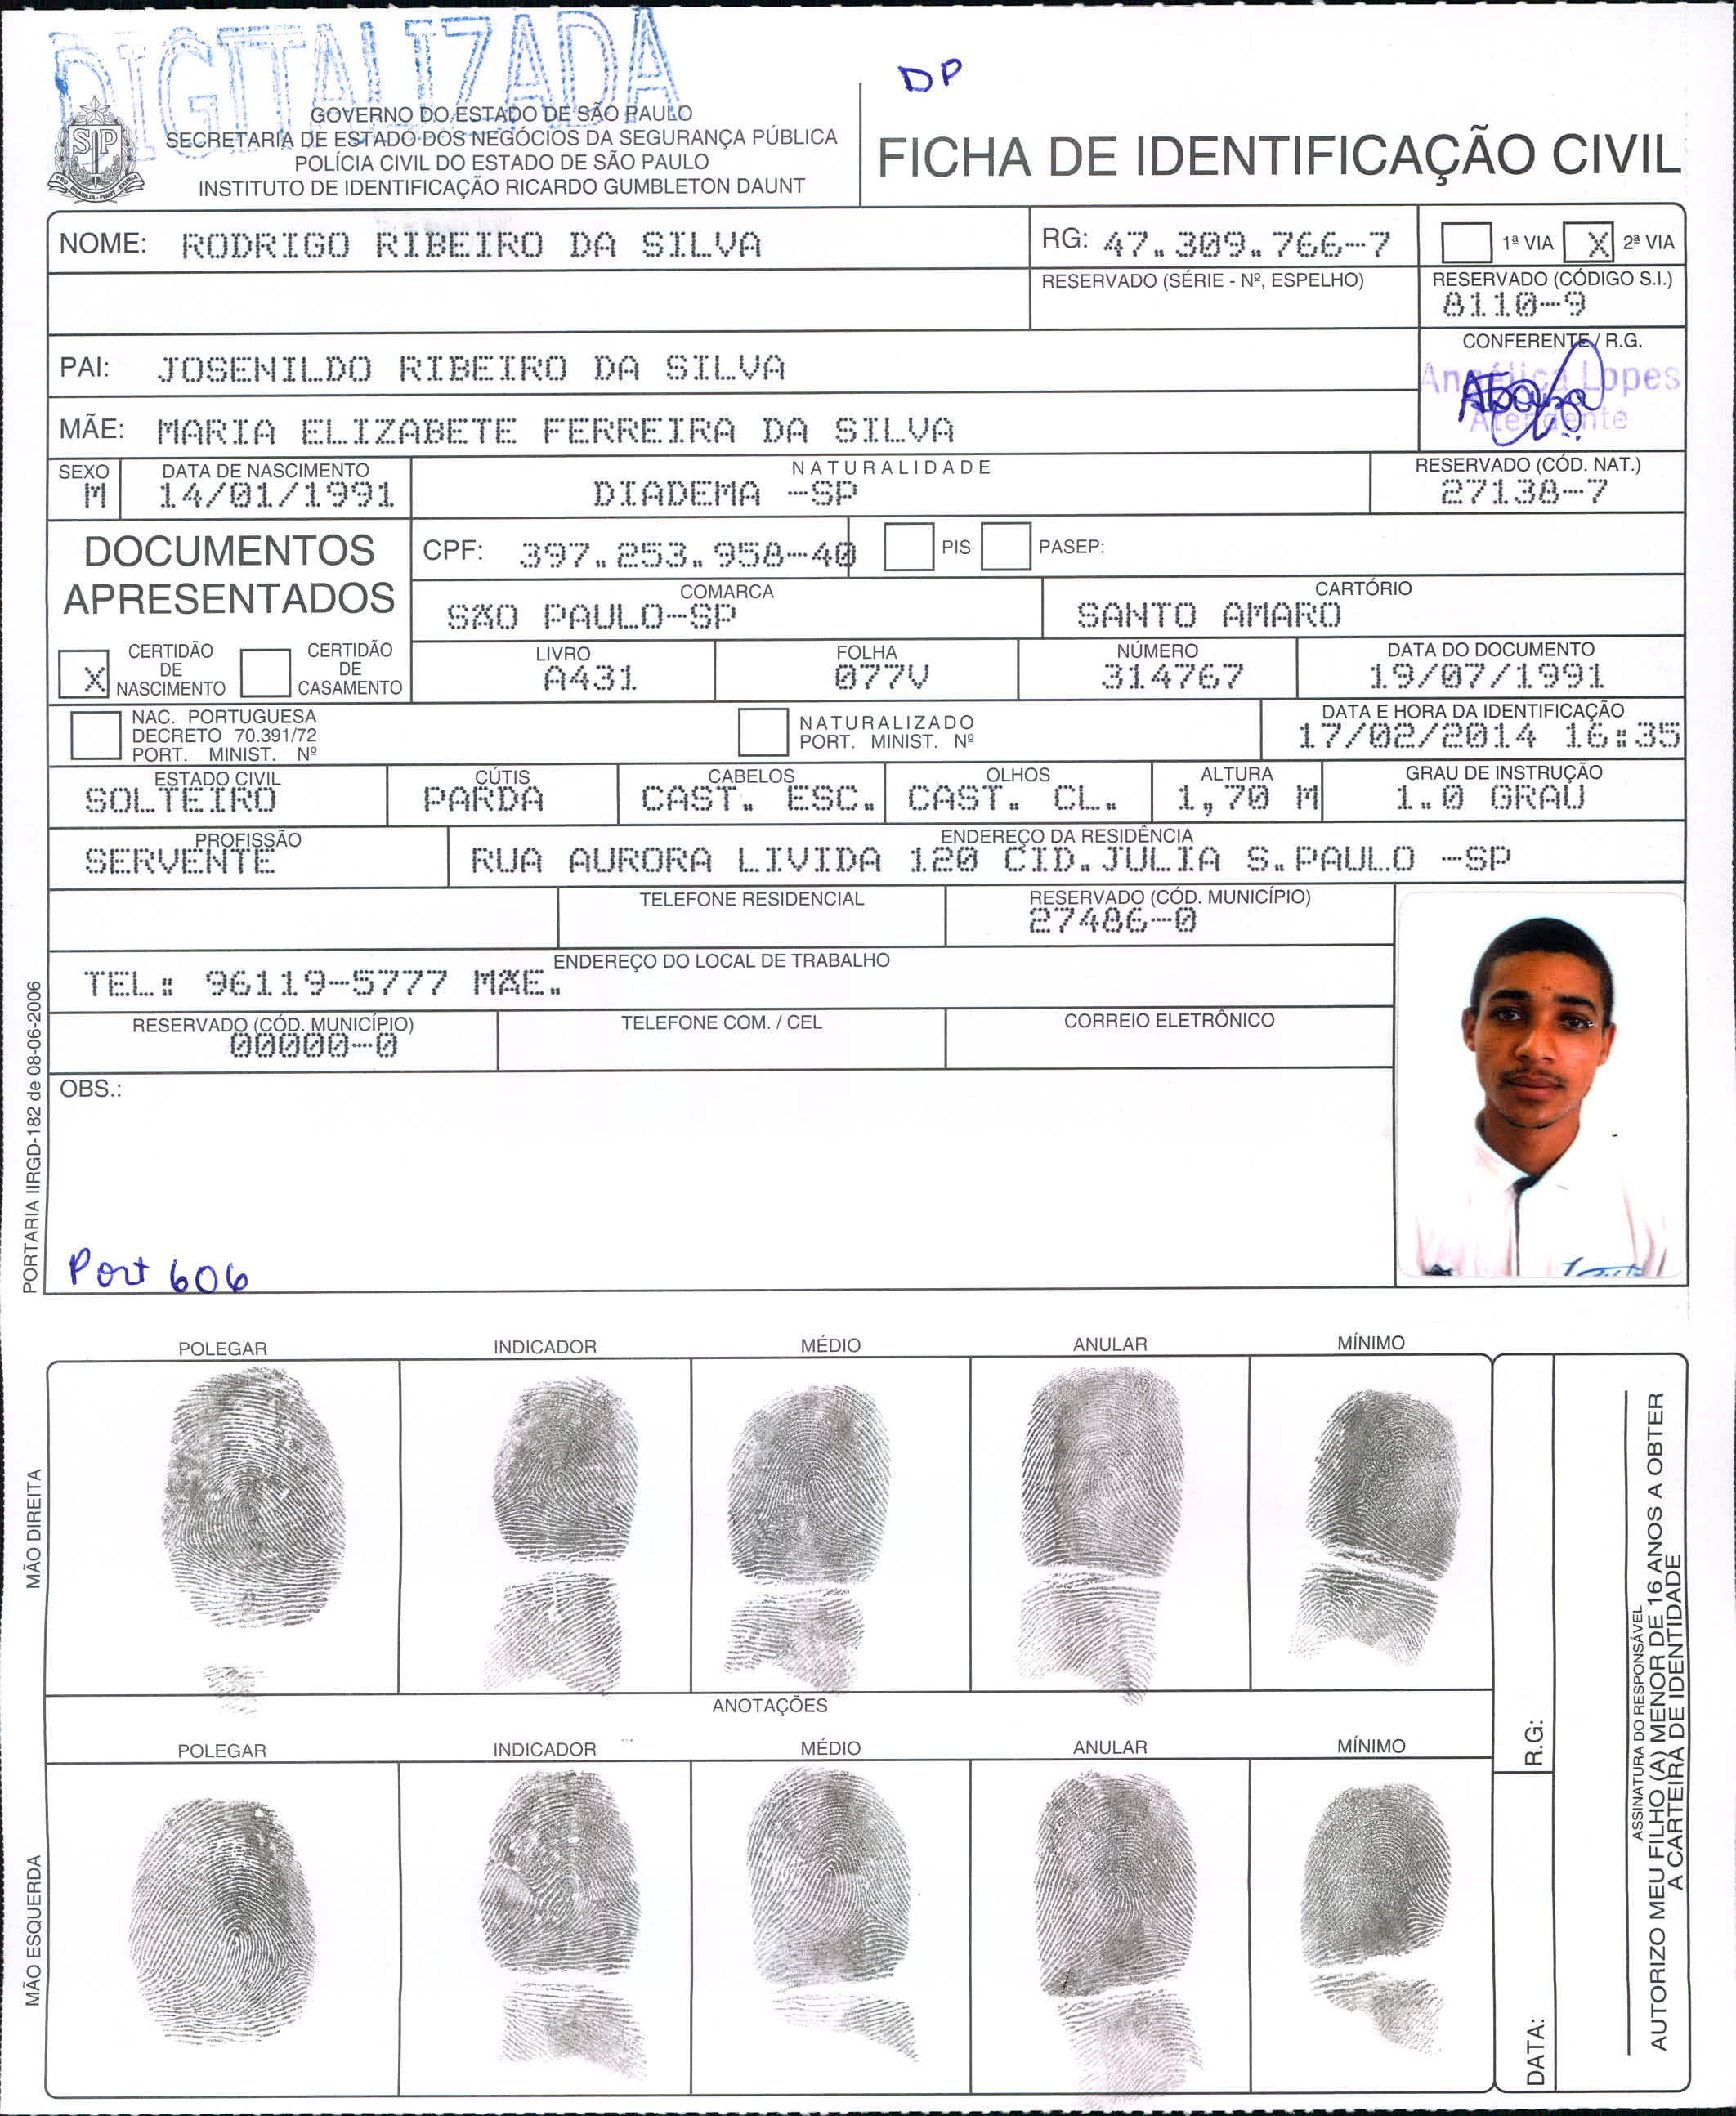 DIGITALIZADA
DP
GOVERNO DO ESTADO DE SÃO PAULO
SECRETARIA DE ESTADO DOS NEGÓCIOS DA SEGURANÇA PÚBLICA
POLÍCIA CIVIL DO ESTADO DE SÃO PAULO
INSTITUTO DE IDENTIFICAÇÃO RICARDO GUMBLETON DAUNT
FICHA DE IDENTIFICAÇÃO CIVIL
NOME: RODRIGO RIBEIRO DA SILVA
RG: 47.309.766-7
1ª VIA X 2ª VIA
RESERVADO (SÉRIE - Nº, ESPELHO)
RESERVADO (CÓDIGO S.I.)
8110-9
PAI: JOSENILDO RIBEIRO DA SILVA
CONFERENTE / R.G.
Angélica Lopes
Atendente
MÃE: MARIA ELIZABETE FERREIRA DA SILVA
SEXO
M
DATA DE NASCIMENTO
14/01/1991
NATURALIDADE
DIADEMA -SP
RESERVADO (CÓD. NAT.)
27138-7
DOCUMENTOS
APRESENTADOS
CPF: 397.253.958-40
PIS
PASEP:
COMARCA
SÃO PAULO-SP
CARTÓRIO
SANTO AMARO
X CERTIDÃO DE NASCIMENTO
CERTIDÃO DE CASAMENTO
LIVRO
A431
FOLHA
077V
NÚMERO
314767
DATA DO DOCUMENTO
19/07/1991
NAC. PORTUGUESA
DECRETO 70.391/72
PORT. MINIST. Nº
NATURALIZADO
PORT. MINIST. Nº
DATA E HORA DA IDENTIFICAÇÃO
17/02/2014 16:35
ESTADO CIVIL
SOLTEIRO
CÚTIS
PARDA
CABELOS
CAST. ESC.
OLHOS
CAST. CL.
ALTURA
1,70 M
GRAU DE INSTRUÇÃO
1.0 GRAU
PROFISSÃO
SERVENTE
ENDEREÇO DA RESIDÊNCIA
RUA AURORA LIVIDA 120 CID.JULIA S.PAULO -SP
TELEFONE RESIDENCIAL
RESERVADO (CÓD. MUNICÍPIO)
27486-0
ENDEREÇO DO LOCAL DE TRABALHO
TEL: 96119-5777 MÃE.
RESERVADO (CÓD. MUNICÍPIO)
00000-0
TELEFONE COM. / CEL
CORREIO ELETRÔNICO
OBS.:
Port 606
PORTARIA IIRGD-182 de 08-06-2006
POLEGAR INDICADOR MÉDIO ANULAR MÍNIMO
MÃO DIREITA
ANOTAÇÕES
POLEGAR INDICADOR MÉDIO ANULAR MÍNIMO
MÃO ESQUERDA
R.G.:
DATA:
ASSINATURA DO RESPONSÁVEL
AUTORIZO MEU FILHO (A) MENOR DE 16 ANOS A OBTER
A CARTEIRA DE IDENTIDADE